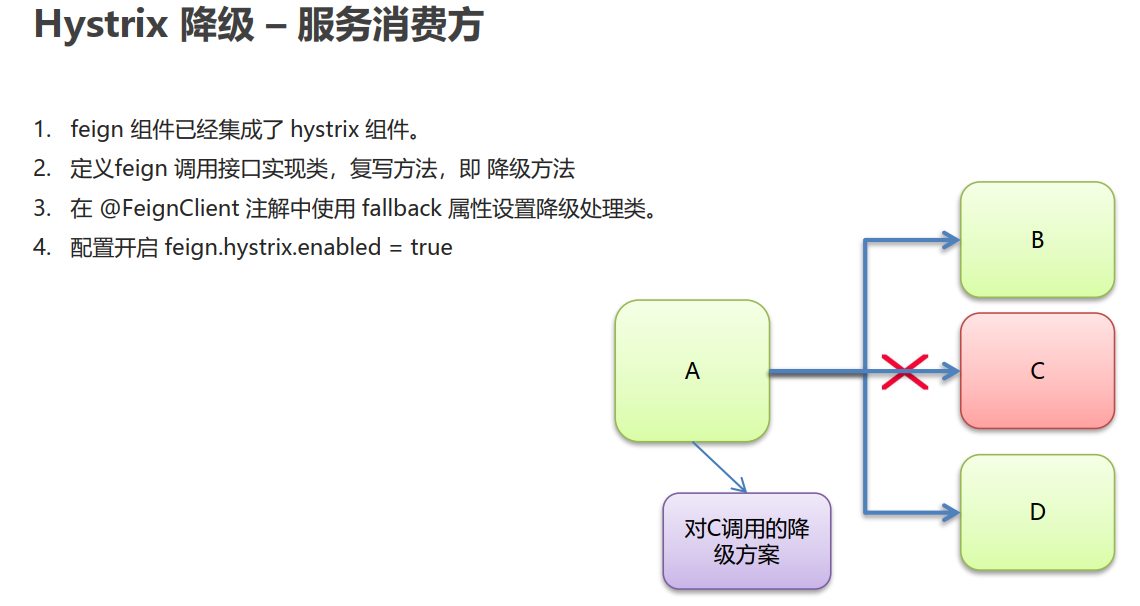 Hystrix 降级 – 服务消费方
1. feign 组件已经集成了 hystrix 组件。
2. 定义feign 调用接口实现类，复写方法，即 降级方法
3. 在 @FeignClient 注解中使用 fallback 属性设置降级处理类。
4. 配置开启 feign.hystrix.enabled = true
B
A
C
D
对C调用的降
级方案